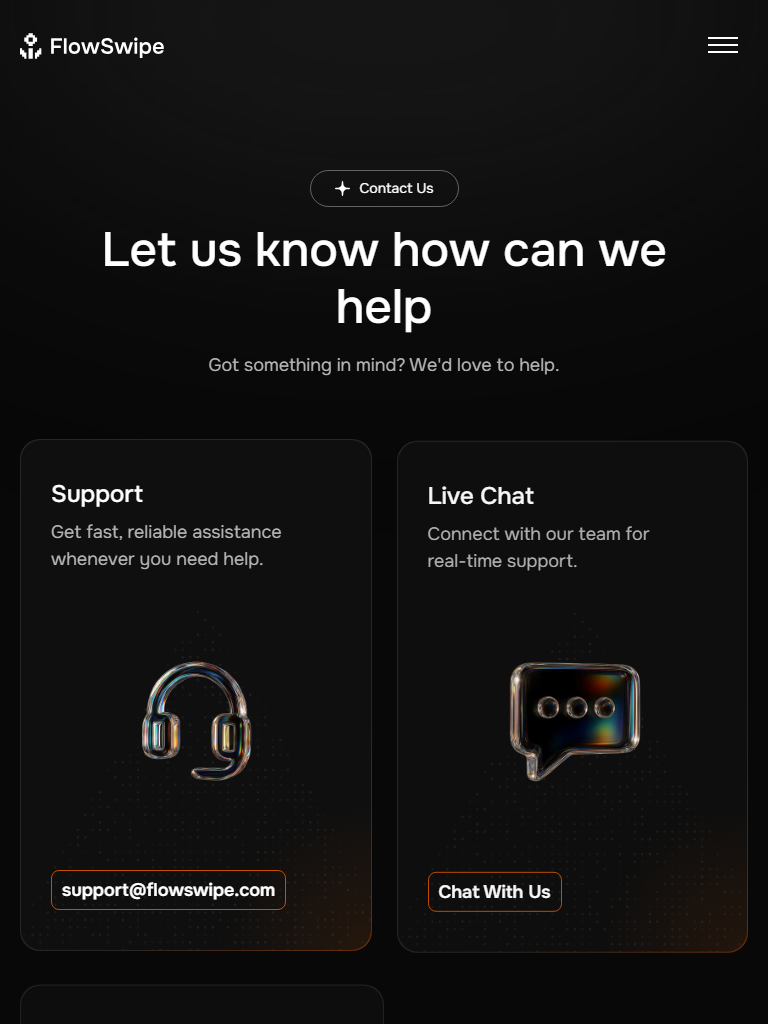 FlowSwipe
Contact Us
Let us know how can we
help
Got something in mind? We'd love to help.
Support
Get fast, reliable assistance
whenever you need help.
support@flowswipe.com
Live Chat
Connect with our team for
real-time support.
Chat With Us